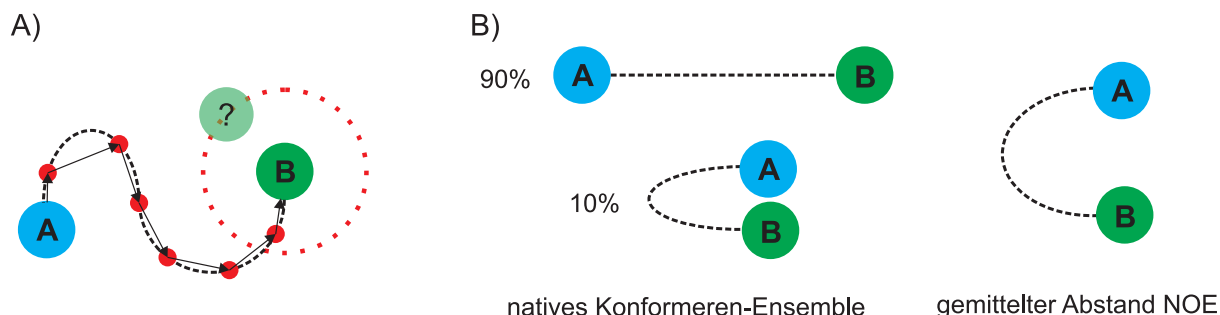 A)
A
?
B
B)
90%
A
B
10%
A
B
A
B
natives Konformeren-Ensemble
gemittelter Abstand NOE